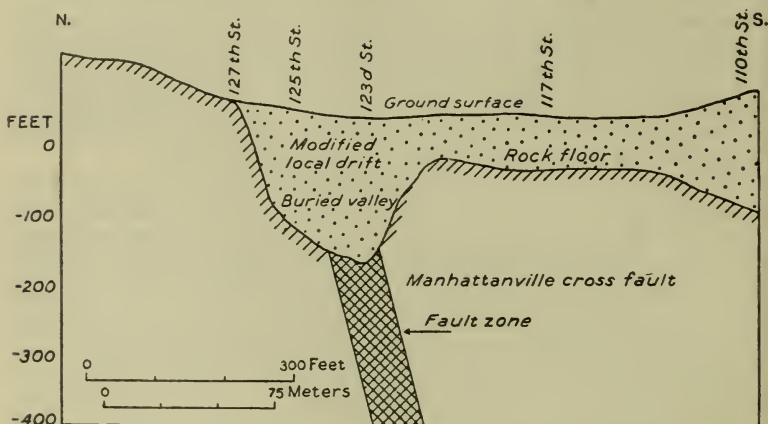 N.
127th St.
125th St.
123d St.
117th St.
110th St.
S.
Ground surface
FEET
0
Modified
local drift
Rock floor
-100
Buried valley
-200
Manhattanville cross fault
Fault zone
-300
0
300 Feet
0
75 Meters
-400